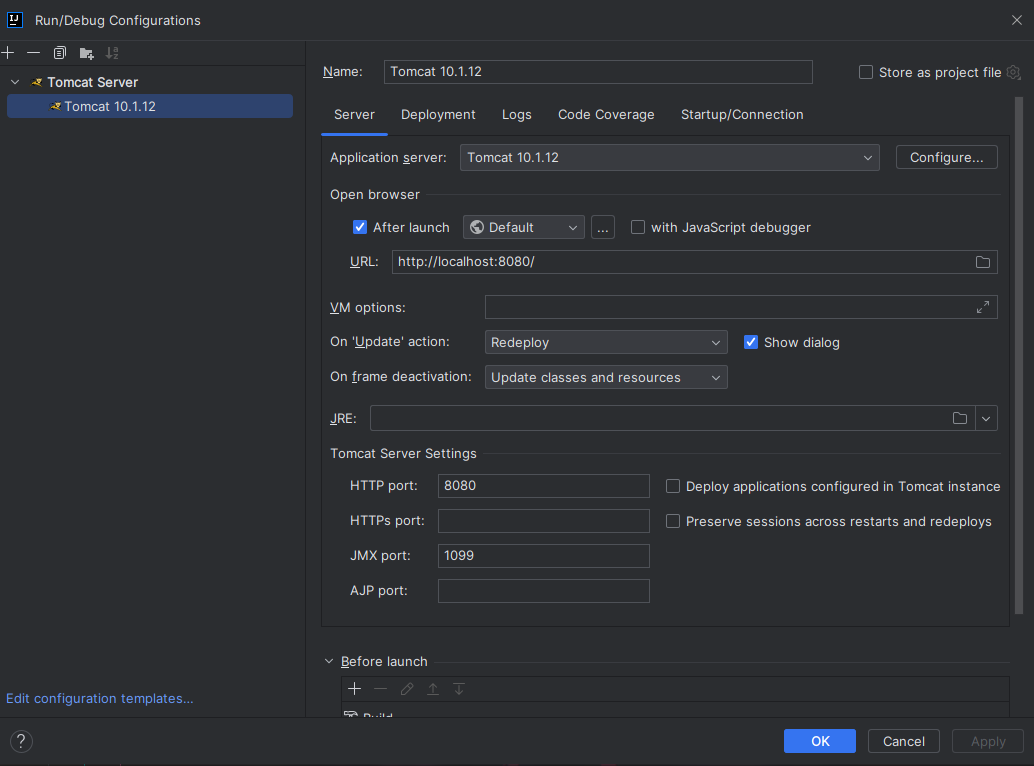 Run/Debug Configurations
Tomcat Server
Tomcat 10.1.12
Edit configuration templates...
Name: Tomcat 10.1.12 Store as project file
Server Deployment Logs Code Coverage Startup/Connection
Application server: Tomcat 10.1.12 Configure...
Open browser
After launch Default ... with JavaScript debugger
URL: http://localhost:8080/
VM options:
On 'Update' action: Redeploy Show dialog
On frame deactivation: Update classes and resources
JRE:
Tomcat Server Settings
HTTP port: 8080 Deploy applications configured in Tomcat instance
HTTPs port: Preserve sessions across restarts and redeploys
JMX port: 1099
AJP port:
Before launch
Build
? OK Cancel Apply